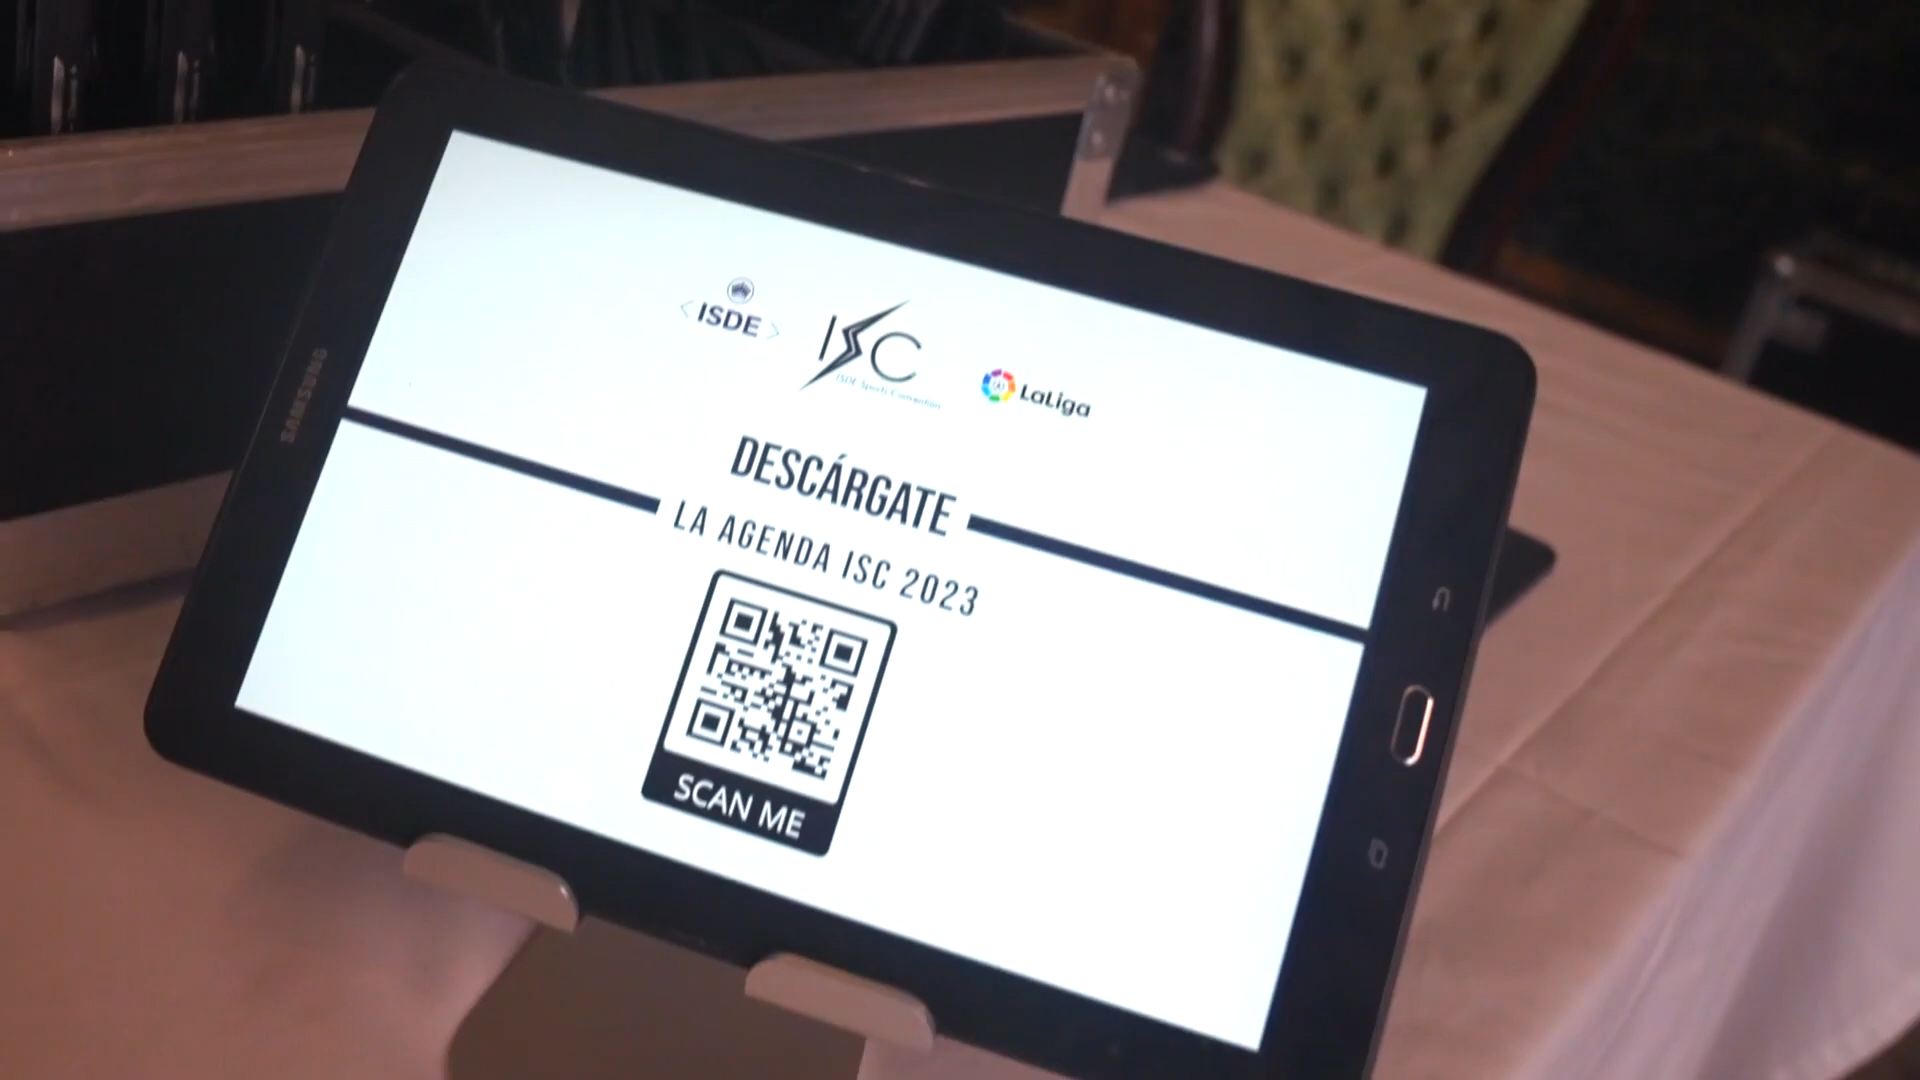 SAMSUNG
ISDE
ISC
ISDE Sports Convention
LaLiga
DESCÁRGATE
LA AGENDA ISC 2023
SCAN ME